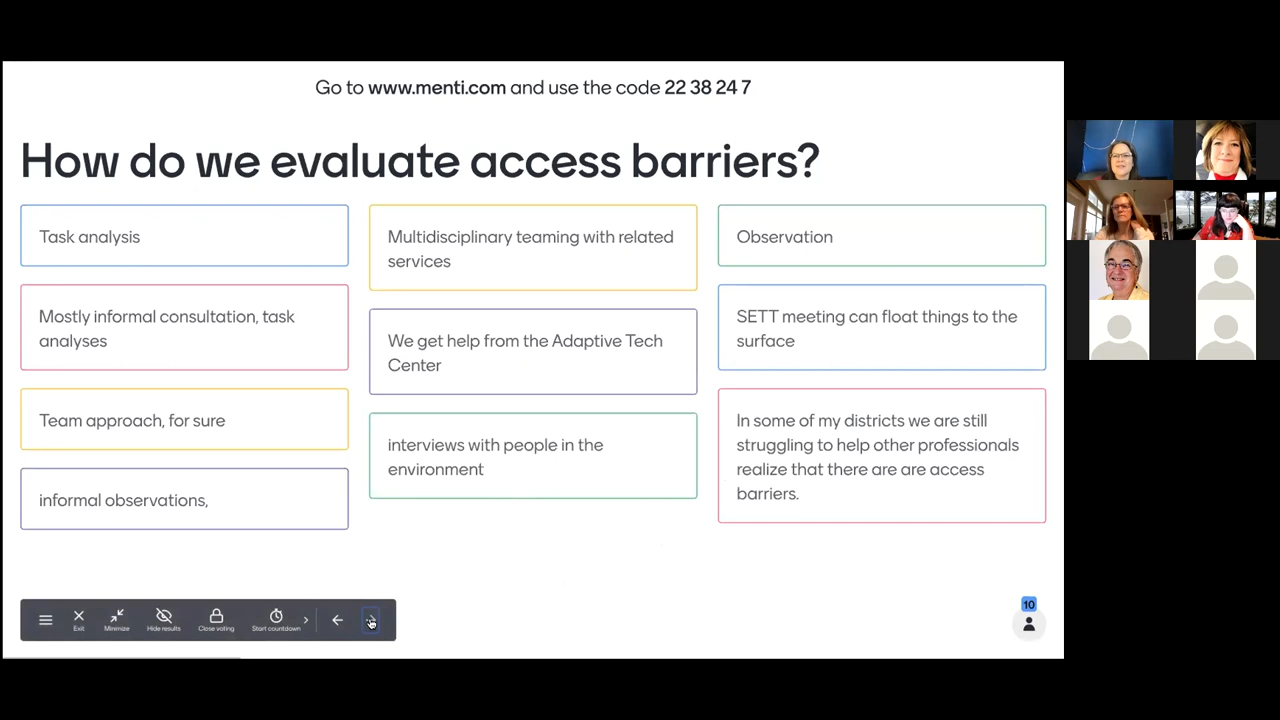 Go to www.menti.com and use the code 22 38 24 7
How do we evaluate access barriers?
Task analysis
Mostly informal consultation, task
analyses
Team approach, for sure
informal observations,
Multidisciplinary teaming with related
services
We get help from the Adaptive Tech
Center
interviews with people in the
environment
Observation
SETT meeting can float things to the
surface
In some of my districts we are still
struggling to help other professionals
realize that there are are access
barriers.
Exit
Minimize
Hide results
Close voting
Start countdown
10